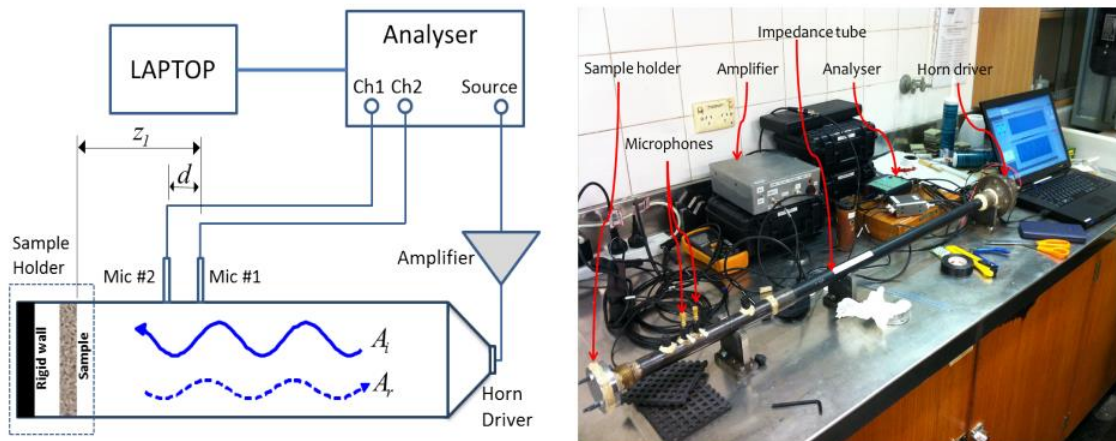 LAPTOP
Analyser
Ch1 Ch2 Source
z₁
d
Sample
Holder
Mic #2 Mic #1
Amplifier
Rigid wall
Sample
Aᵢ
Aᵣ
Horn
Driver
Impedance tube
Sample holder Amplifier Analyser Horn driver
Microphones